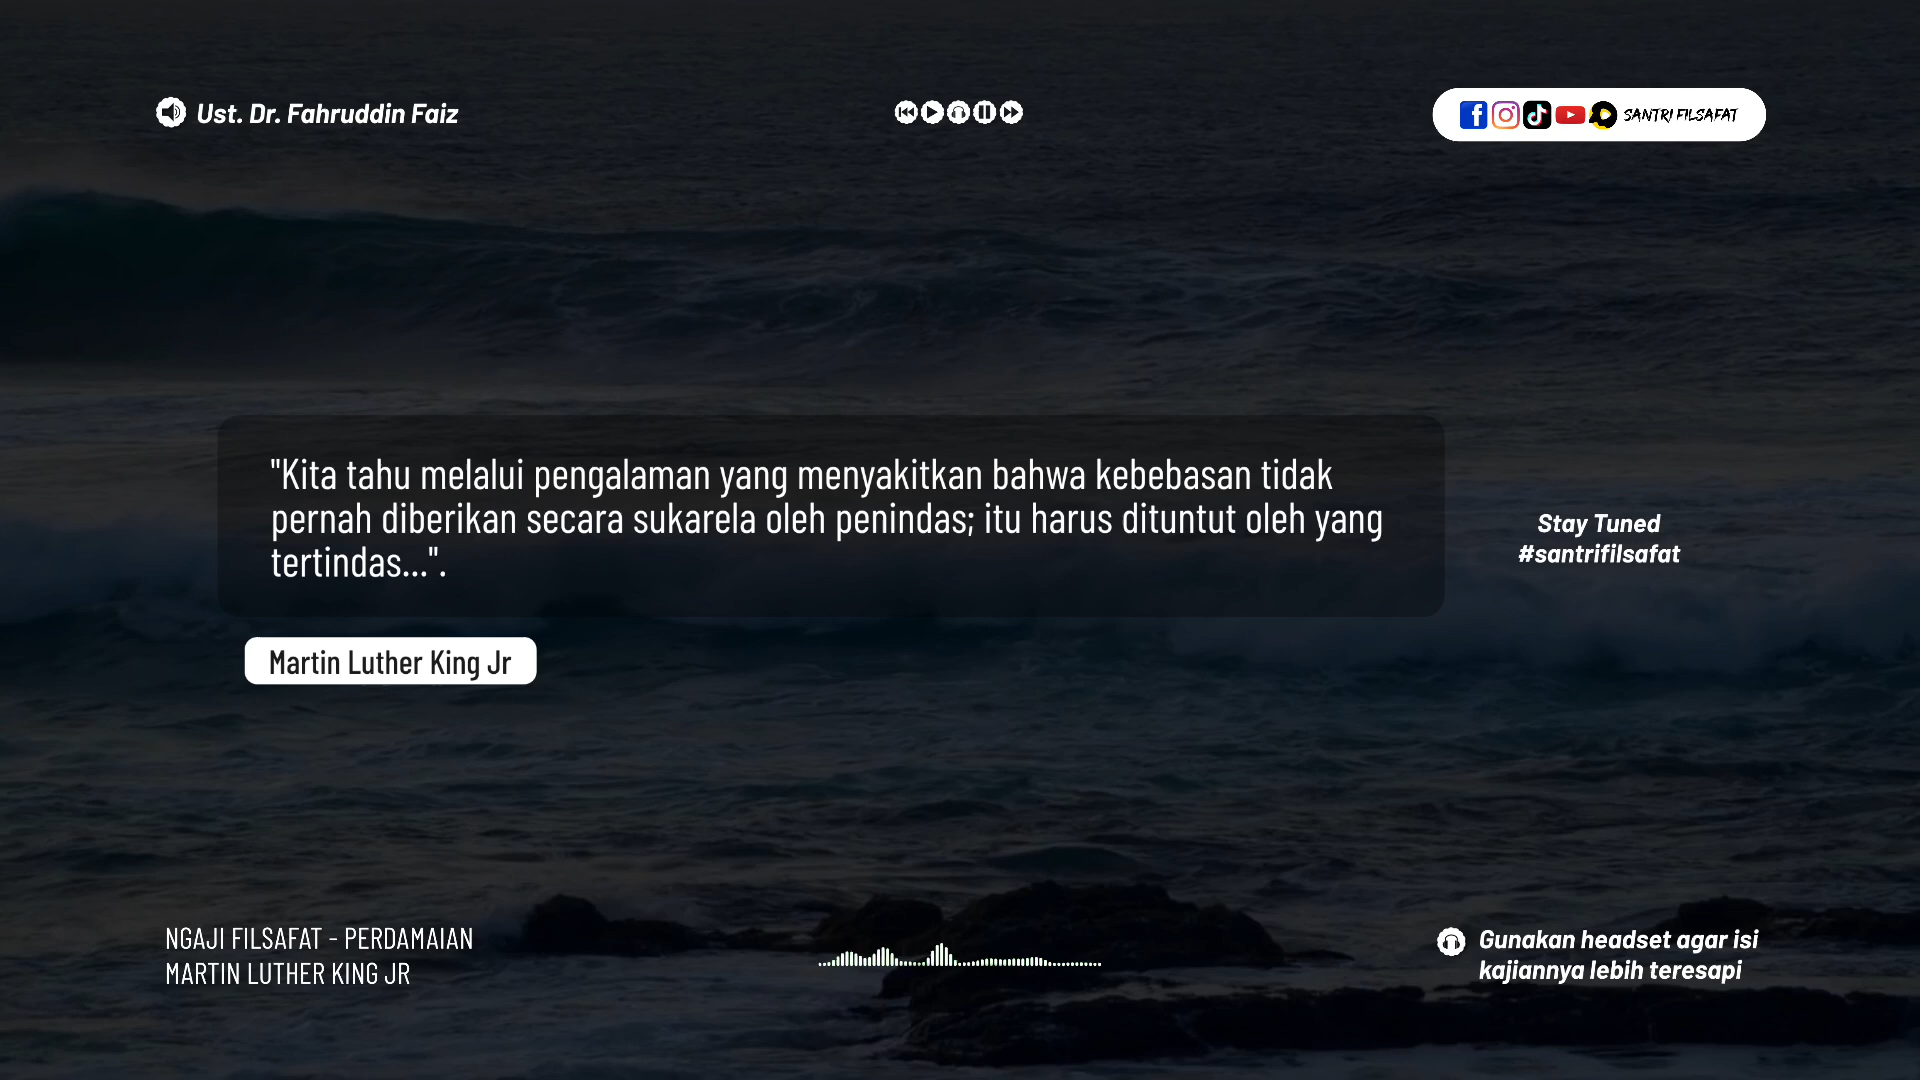 Ust. Dr. Fahruddin Faiz
SANTRI FILSAFAT
"Kita tahu melalui pengalaman yang menyakitkan bahwa kebebasan tidak
pernah diberikan secara sukarela oleh penindas; itu harus dituntut oleh yang
tertindas...".
Stay Tuned
#santrifilsafat
Martin Luther King Jr
NGAJI FILSAFAT - PERDAMAIAN
MARTIN LUTHER KING JR
Gunakan headset agar isi
kajiannya lebih teresapi